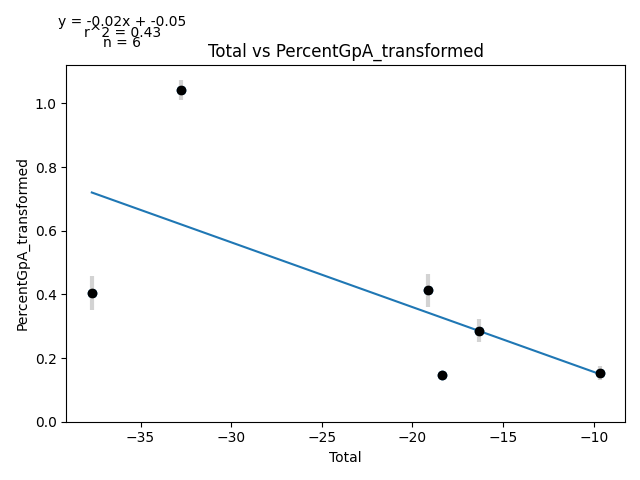 y = -0.02x + -0.05
r^2 = 0.43
n = 6
Total vs PercentGpA_transformed
PercentGpA_transformed
1.0
0.8
0.6
0.4
0.2
0.0
−35
−30
−25
−20
−15
−10
Total